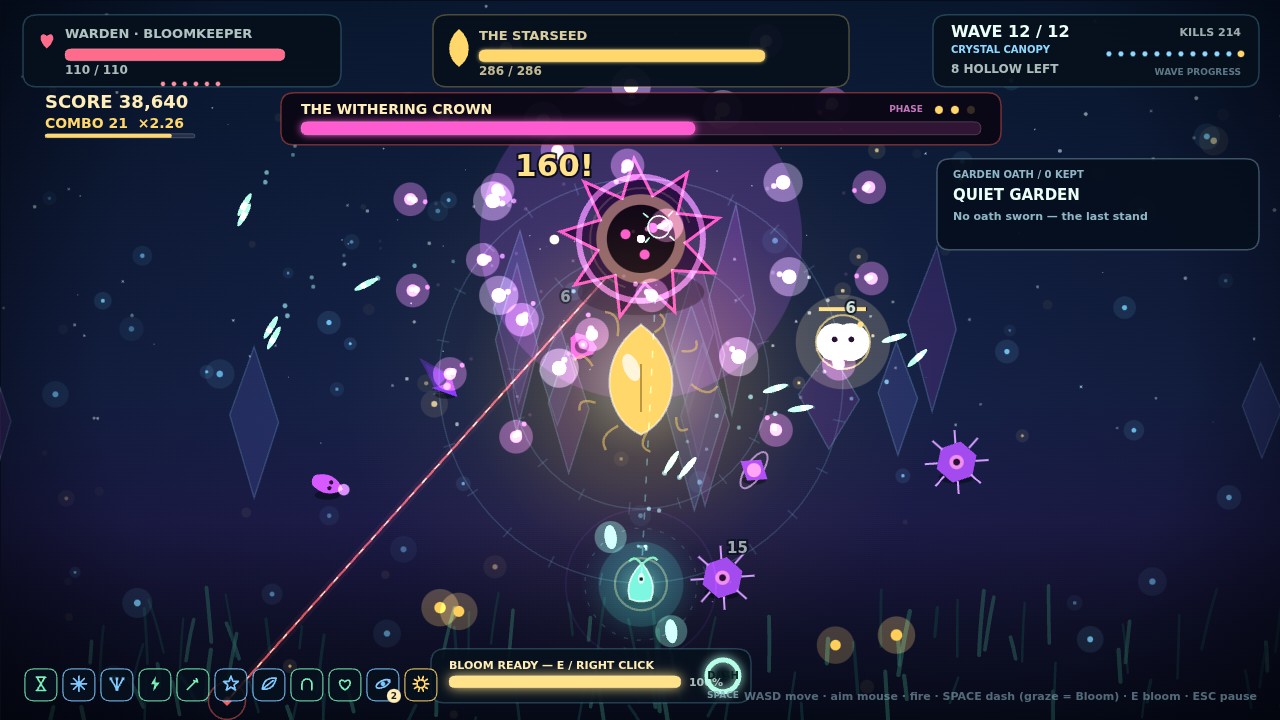 WARDEN · BLOOMKEEPER
110 / 110
THE STARSEED
286 / 286
WAVE 12 / 12
KILLS 214
CRYSTAL CANOPY
8 HOLLOW LEFT
WAVE PROGRESS
SCORE 38,640
COMBO 21 ×2.26
THE WITHERING CROWN
PHASE
160!
GARDEN OATH / 0 KEPT
QUIET GARDEN
No oath sworn — the last stand
6
6
15
BLOOM READY — E / RIGHT CLICK
2
SPACE
WASD move · aim mouse · fire · SPACE dash (graze = Bloom) · E bloom · ESC pause